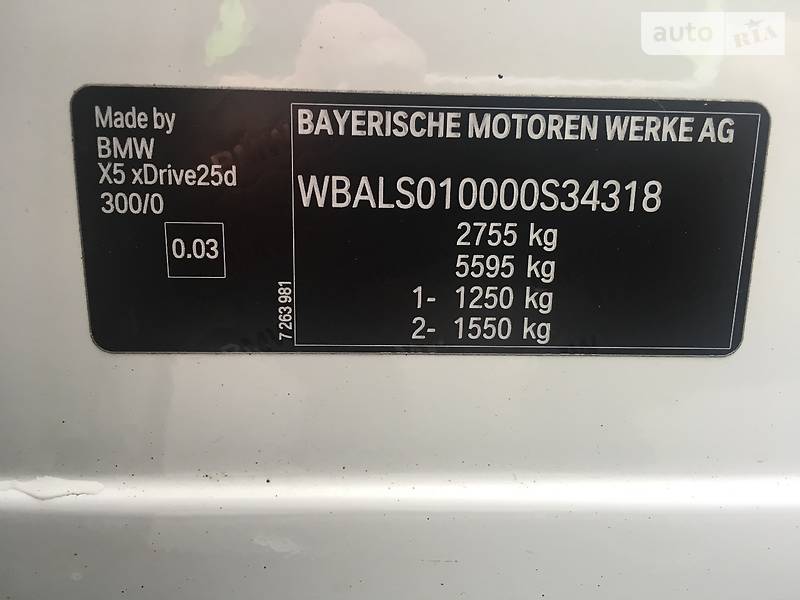 auto RIA
Made by
BMW
X5 xDrive25d
300/0
0.03
7 263 981
BAYERISCHE MOTOREN WERKE AG
WBALS010000S34318
2755 kg
5595 kg
1- 1250 kg
2- 1550 kg